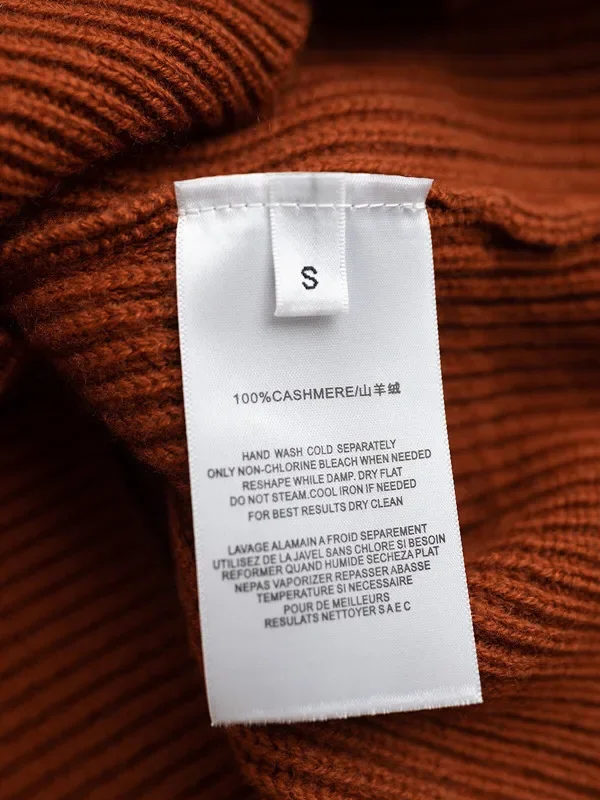 S
100%CASHMERE/山羊绒
HAND WASH COLD SEPARATELY
ONLY NON-CHLORINE BLEACH WHEN NEEDED
RESHAPE WHILE DAMP. DRY FLAT
DO NOT STEAM.COOL IRON IF NEEDED
FOR BEST RESULTS DRY CLEAN
LAVAGE ALAMAIN A FROID SEPAREMENT
UTILISEZ DE LA JAVEL SANS CHLORE SI BESOIN
REFORMER QUAND HUMIDE SECHEZA PLAT
NEPAS VAPORIZER REPASSER ABASSE
TEMPERATURE SI NECESSAIRE
POUR DE MEILLEURS
RESULATS NETTOYER S A E C